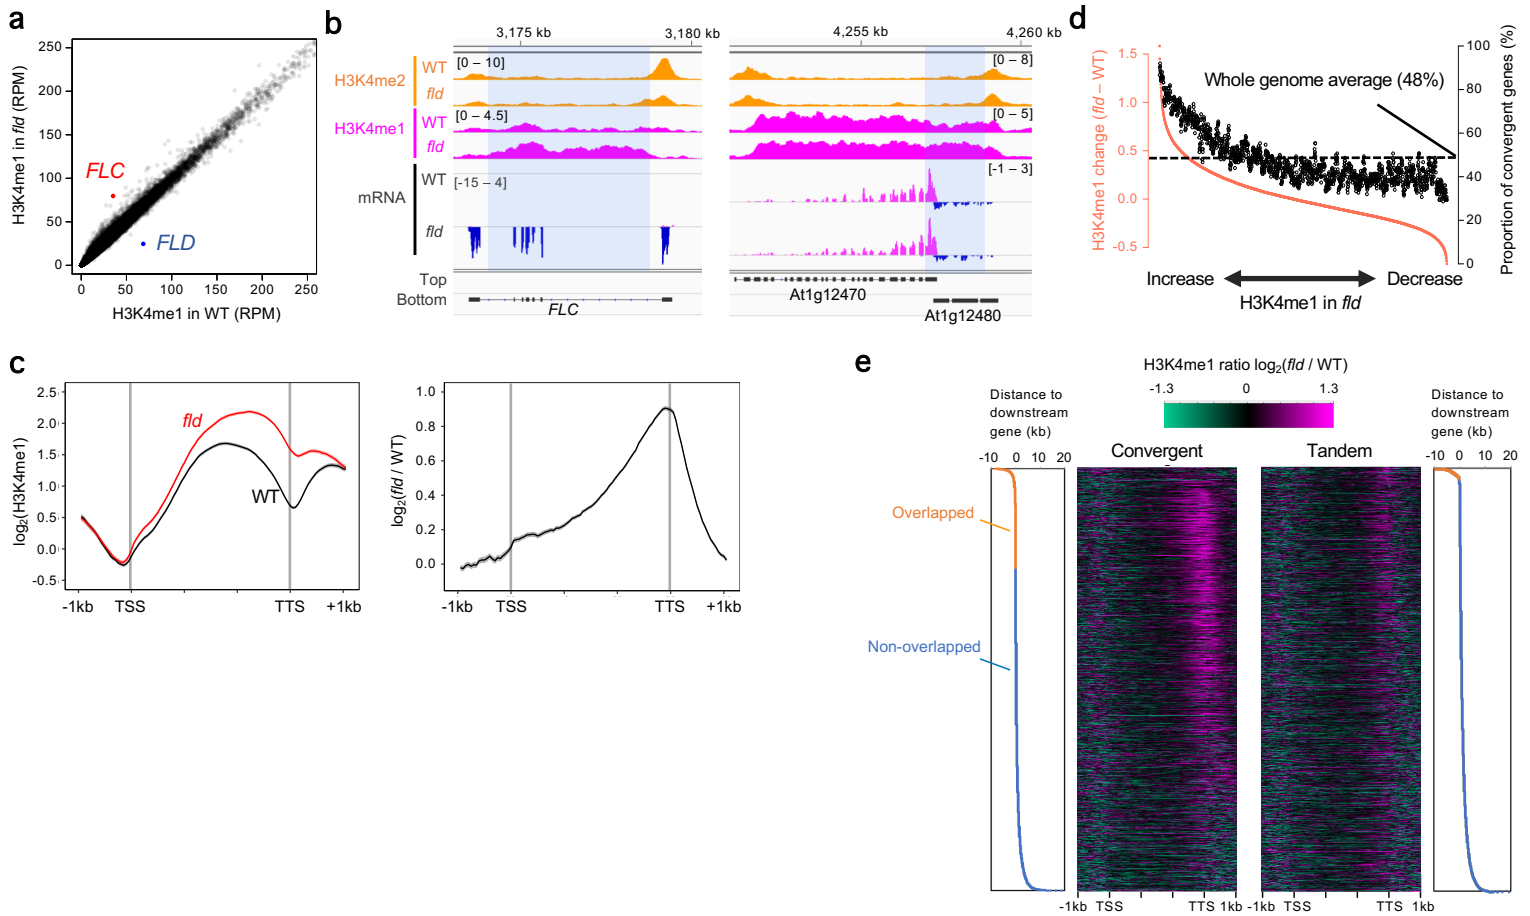 a
H3K4me1 in fld (RPM)
250
200
150
100
50
0
FLC
FLD
0 50 100 150 200 250
H3K4me1 in WT (RPM)
b
3,175 kb 3,180 kb 4,255 kb 4,260 kb
H3K4me2 WT [0 – 10] [0 – 8]
fld
H3K4me1 WT [0 – 4.5] [0 – 5]
fld
mRNA WT [-15 – 4] [-1 – 3]
fld
Top
Bottom
FLC
At1g12470
At1g12480
d
H3K4me1 change (fld – WT)
1.5
1.0
0.5
0.0
-0.5
Whole genome average (48%)
100
80
60
40
20
0
Proportion of convergent genes (%)
Increase Decrease
H3K4me1 in fld
c
log2(H3K4me1)
2.5
2.0
1.5
1.0
0.5
0.0
-0.5
fld
WT
-1kb TSS TTS +1kb
log2(fld / WT)
1.0
0.8
0.6
0.4
0.2
0.0
-1kb TSS TTS +1kb
e
H3K4me1 ratio log2(fld / WT)
-1.3 0 1.3
Distance to
downstream
gene (kb)
-10 0 10 20
Convergent
Tandem
Distance to
downstream
gene (kb)
-10 0 10 20
Overlapped
Non-overlapped
-1kb TSS TTS 1kb
-1kb TSS TTS 1kb